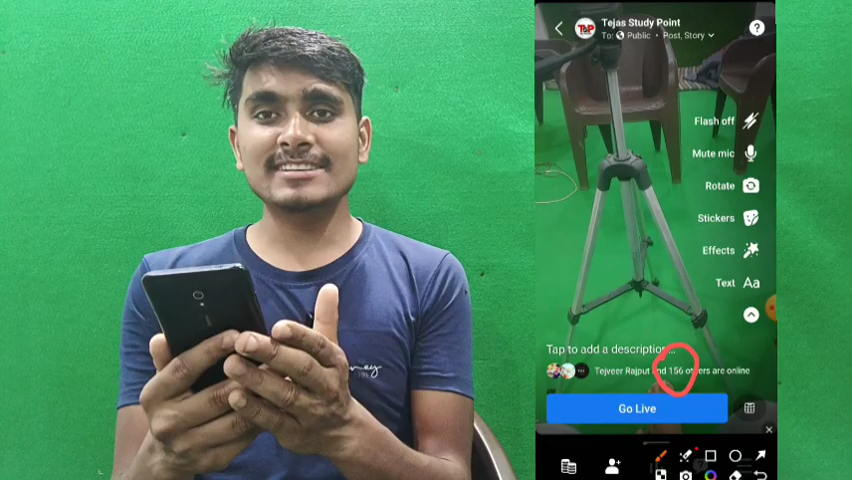 Tejas Study Point
To: Public • Post, Story
?
Flash off
Mute mic
Rotate
Stickers
Effects
Text Aa
Tap to add a description...
Tejveer Rajput and 156 others are online
Go Live